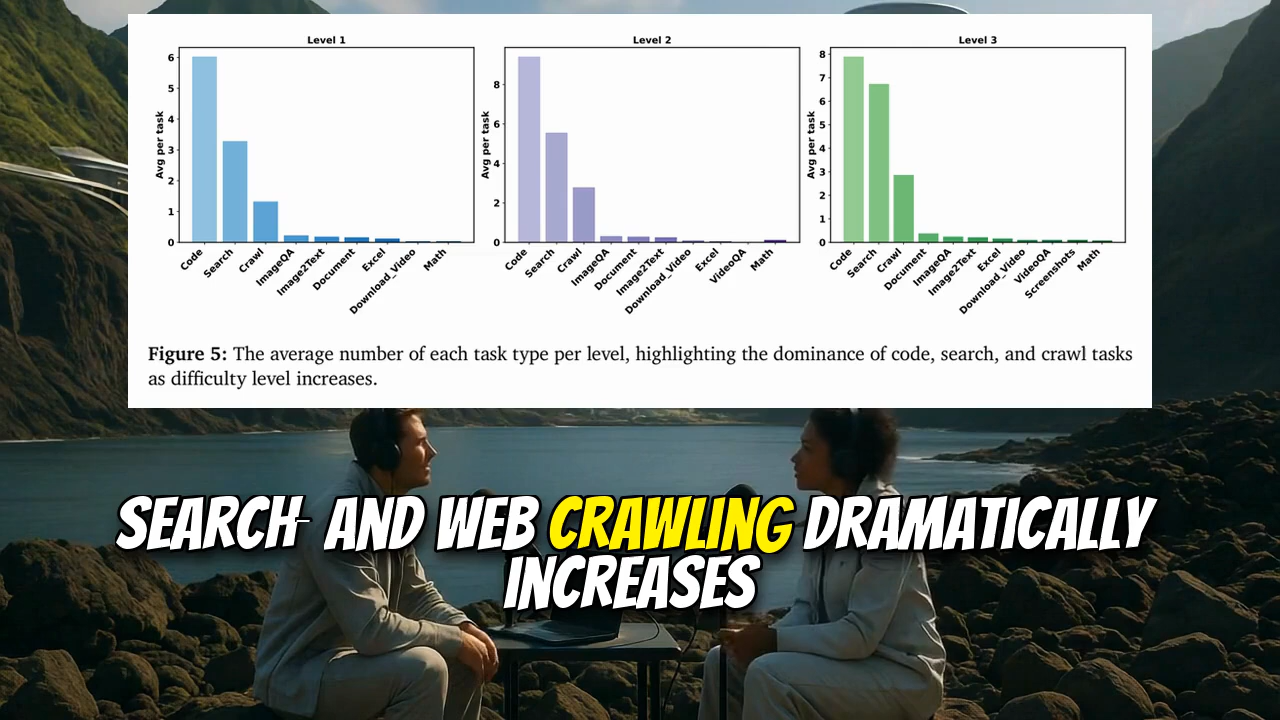 Level 1
Level 2
Level 3
Avg per task
6
5
4
3
2
1
0
Code
Search
Crawl
ImageQA
Image2Text
Document
Excel
Download_Video
Math
Avg per task
8
6
4
2
0
Code
Search
Crawl
ImageQA
Document
Image2Text
Download_Video
Excel
VideoQA
Math
Avg per task
8
7
6
5
4
3
2
1
0
Code
Search
Crawl
Document
ImageQA
Image2Text
Excel
Download_Video
VideoQA
Screenshots
Math
Figure 5: The average number of each task type per level, highlighting the dominance of code, search, and crawl tasks
as difficulty level increases.
SEARCH- AND WEB CRAWLING DRAMATICALLY
INCREASES